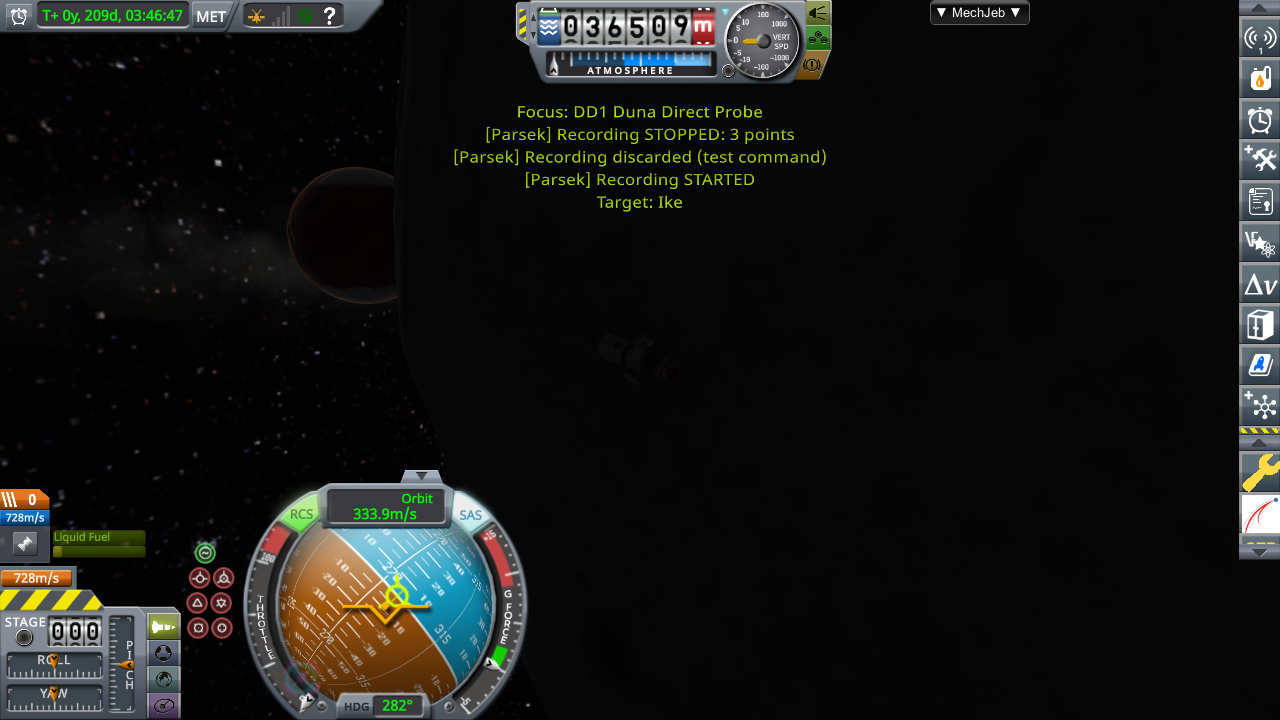 T+ 0y, 209d, 03:46:47 MET ?
036509 m
VERT SPD
ATMOSPHERE
▼ MechJeb ▼
Focus: DD1 Duna Direct Probe
[Parsek] Recording STOPPED: 3 points
[Parsek] Recording discarded (test command)
[Parsek] Recording STARTED
Target: Ike
1
Δv
0
728m/s
Liquid Fuel
728m/s
STAGE 000
ROLL
YAW
PITCH
RCS
Orbit
333.9m/s
SAS
THROTTLE
G FORCE
HDG 282°